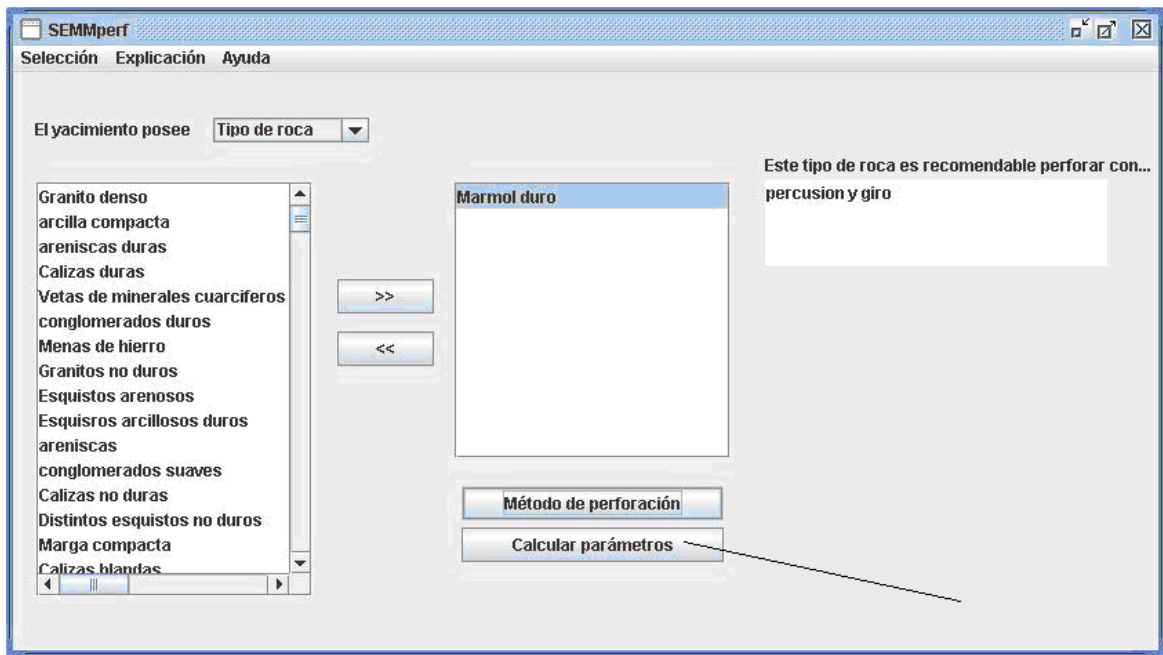 SEMMperf
Selección Explicación Ayuda
El yacimiento posee Tipo de roca
Granito denso
arcilla compacta
areniscas duras
Calizas duras
Vetas de minerales cuarciferos
conglomerados duros
Menas de hierro
Granitos no duros
Esquistos arenosos
Esquisros arcillosos duros
areniscas
conglomerados suaves
Calizas no duras
Distintos esquistos no duros
Marga compacta
Calizas blandas
>>
<<
Marmol duro
Método de perforación
Calcular parámetros
Este tipo de roca es recomendable perforar con...
percusion y giro